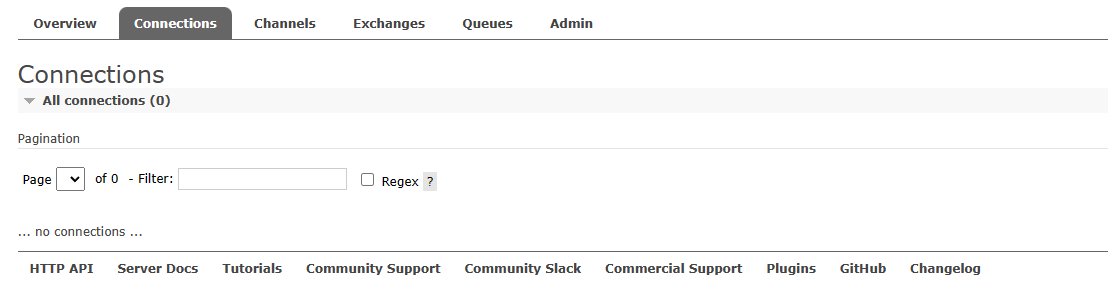 Overview Connections Channels Exchanges Queues Admin
Connections
All connections (0)
Pagination
Page of 0 - Filter: Regex ?
... no connections ...
HTTP API Server Docs Tutorials Community Support Community Slack Commercial Support Plugins GitHub Changelog